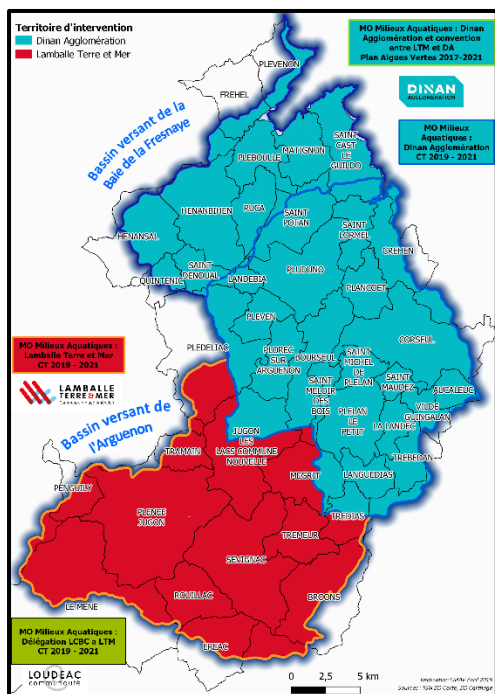 Territoire d'intervention
Dinan Agglomération
Lamballe Terre et Mer
MO Milieux Aquatiques : Dinan
Agglomération et convention
entre LTM et DA
Plan Algues Vertes 2017-2021
DINAN
AGGLOMÉRATION
MO Milieux
Aquatiques :
Dinan Agglomération
CT 2019 - 2021
Bassin versant de la
Baie de la Fresnaye
PLEVENON
FREHEL
SAINT
CAST
LE
GUILDO
MATIGNON
PLEBOULLE
HENANBIHEN
RUCA
SAINT
POTAN
HENANSAL
SAINT
LORMEL
CREHEN
SAINT
DENOUAL
QUINTENIC
LANDEBIA
PLUDUNO
PLANCOET
PLEVEN
CORSEUL
PLEDELIAC
PLOREC
SUR
ARGUENON
BOURSEUL
SAINT
MICHEL
DE
PLELAN
SAINT
MAUDEZ
AUCALEUC
SAINT
MELOIR
DES
BOIS
PLELAN
LE
PETIT
VILDE
GUINGALAN
LA LANDEC
TREBEDAN
LANGUEDIAS
TREDIAS
MO Milieux Aquatiques :
Lamballe Terre et Mer
CT 2019 - 2021
LAMBALLE
TERRE & MER
Bassin versant de
l'Arguenon
JUGON
LES
LACS COMMUNE
NOUVELLE
TRAMAIN
MEGRIT
PENGUILY
PLENEE
JUGON
TREMEUR
SEVIGNAC
BROONS
ROUILLAC
LE MENE
EREAC
MO Milieux Aquatiques :
Délégation LCBC a LTM
CT 2019 - 2021
LOUDEAC
communauté
0 2,5 5 km